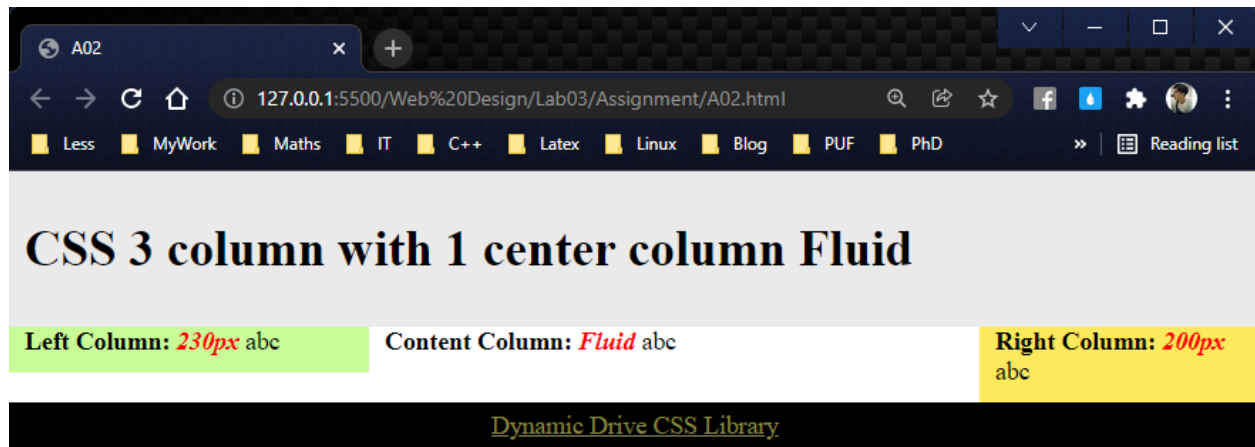 A02
127.0.0.1:5500/Web%20Design/Lab03/Assignment/A02.html
Less MyWork Maths IT C++ Latex Linux Blog PUF PhD » Reading list
CSS 3 column with 1 center column Fluid
Left Column: 230px abc
Content Column: Fluid abc
Right Column: 200px
abc
Dynamic Drive CSS Library